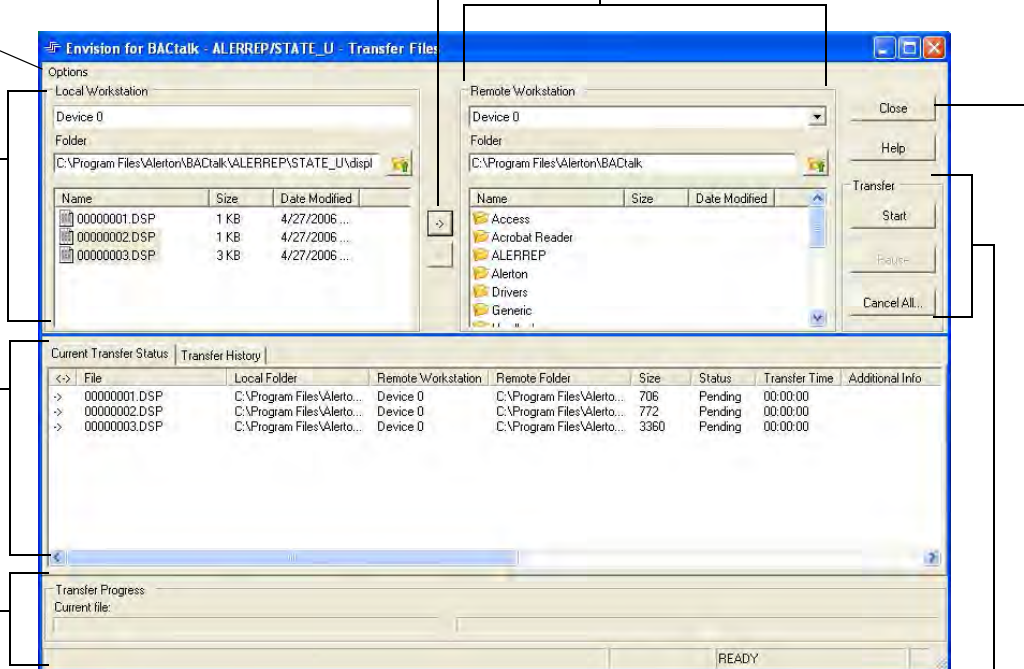 Envision for BACtalk - ALERREP/STATE_U - Transfer Files
Options
Local Workstation
Device 0
Folder
C:\Program Files\Alerton\BACtalk\ALERREP\STATE_U\displ
Name Size Date Modified
00000001.DSP 1 KB 4/27/2006 ...
00000002.DSP 1 KB 4/27/2006 ...
00000003.DSP 3 KB 4/27/2006 ...
->
Remote Workstation
Device 0
Folder
C:\Program Files\Alerton\BACtalk
Name Size Date Modified
Access
Acrobat Reader
ALERREP
Alerton
Drivers
Generic
Close
Help
Transfer
Start
Pause
Cancel All...
Current Transfer Status Transfer History
<-> File Local Folder Remote Workstation Remote Folder Size Status Transfer Time Additional Info
-> 00000001.DSP C:\Program Files\Alerto... Device 0 C:\Program Files\Alerto... 706 Pending 00:00:00
-> 00000002.DSP C:\Program Files\Alerto... Device 0 C:\Program Files\Alerto... 772 Pending 00:00:00
-> 00000003.DSP C:\Program Files\Alerto... Device 0 C:\Program Files\Alerto... 3360 Pending 00:00:00
Transfer Progress
Current file:
READY